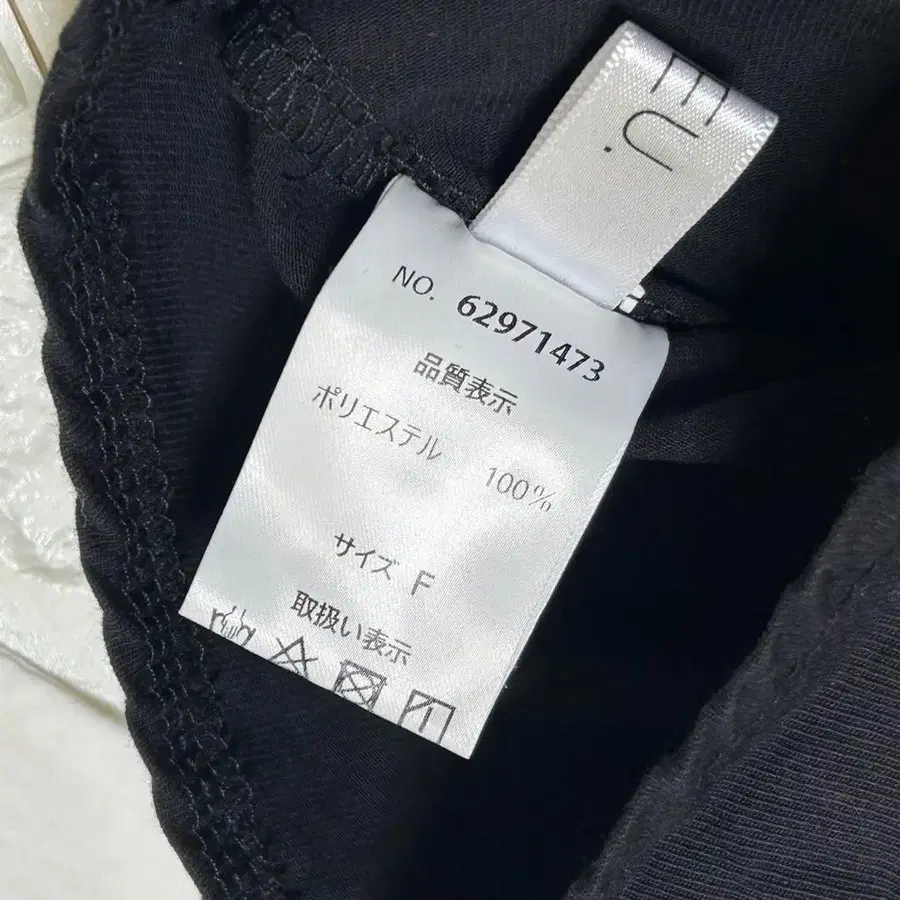 mu.
NO. 62971473
品質表示
ポリエステル 100%
サイズ F
取扱い表示